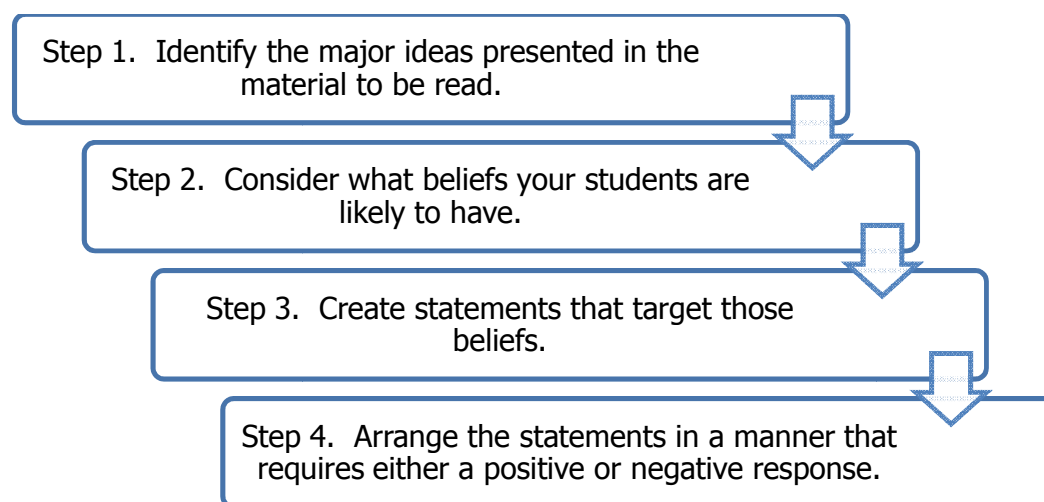 Step 1. Identify the major ideas presented in the
material to be read.
Step 2. Consider what beliefs your students are
likely to have.
Step 3. Create statements that target those
beliefs.
Step 4. Arrange the statements in a manner that
requires either a positive or negative response.